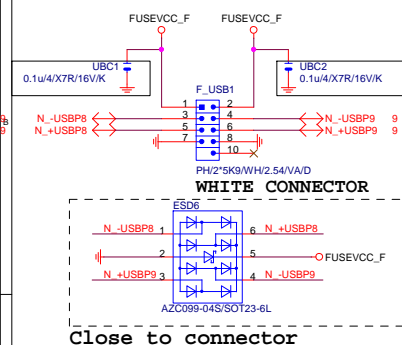 FUSEVCC_F FUSEVCC_F
UBC1 UBC2
0.1u/4/X7R/16V/K 0.1u/4/X7R/16V/K
F_USB1
1 2
9 N_-USBP8 3 4 N_-USBP9 9
9 N_+USBP8 5 6 N_+USBP9 9
7 8
10
PH/2*5K9/WH/2.54/VA/D
WHITE CONNECTOR
ESD6
N_-USBP8 1 6 N_+USBP8
2 5 FUSEVCC_F
N_+USBP9 3 4 N_-USBP9
AZC099-04S/SOT23-6L
Close to connector